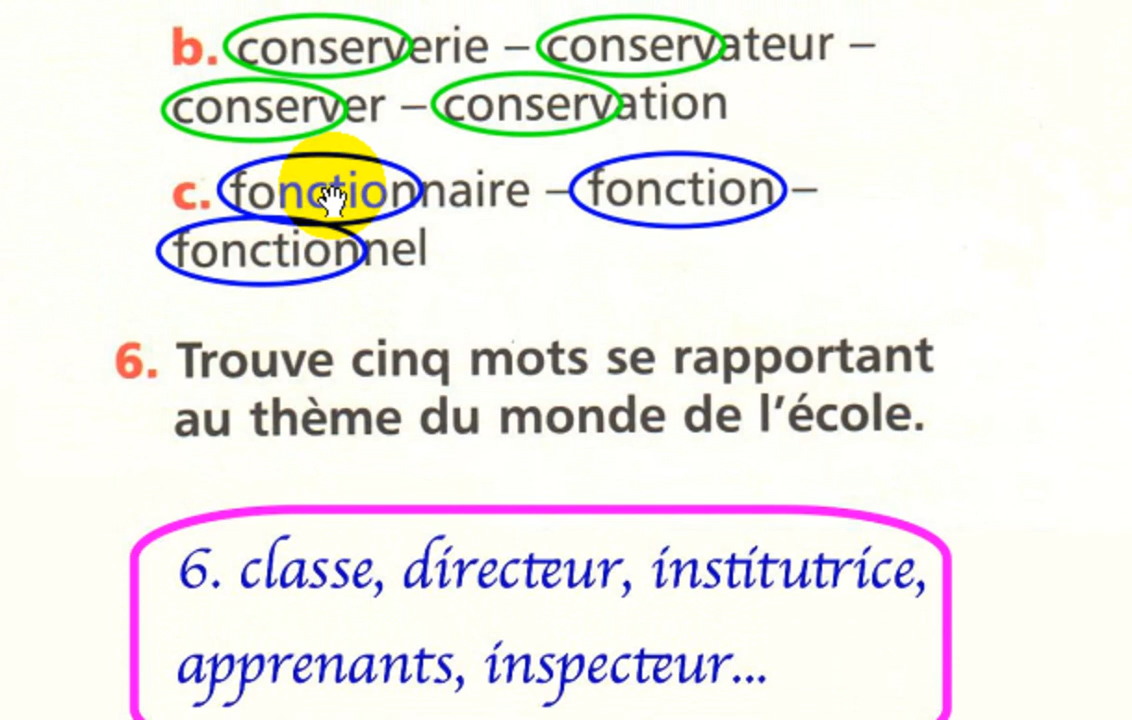 b. conserverie – conservateur –
conserver – conservation
c. fonctionnaire – fonction –
fonctionnel
6. Trouve cinq mots se rapportant
au thème du monde de l'école.
6. classe, directeur, institutrice,
apprenants, inspecteur...